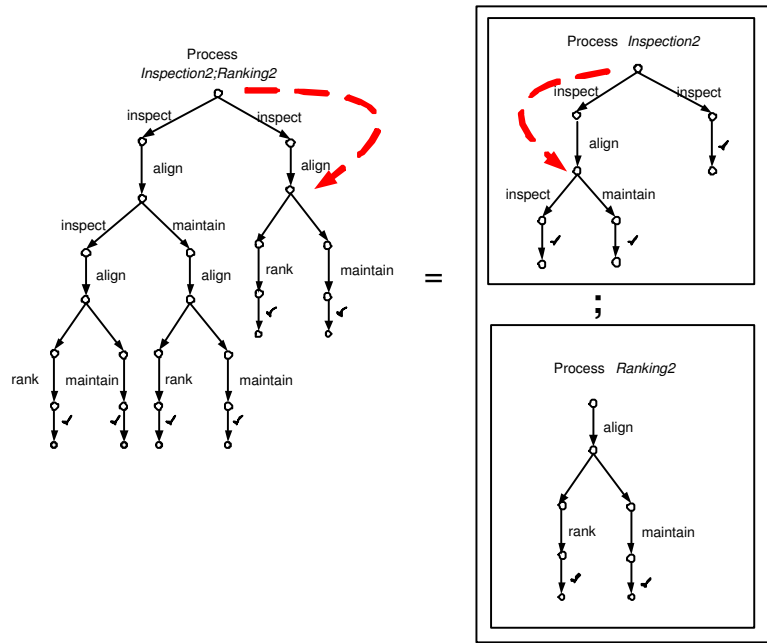 Process
Inspection2;Ranking2
inspect
inspect
align
align
inspect
maintain
align
align
rank
maintain
✓
✓
rank
maintain
rank
maintain
✓
✓
✓
✓
=
Process Inspection2
inspect
inspect
align
✓
inspect
maintain
✓
✓
;
Process Ranking2
align
rank
maintain
✓
✓